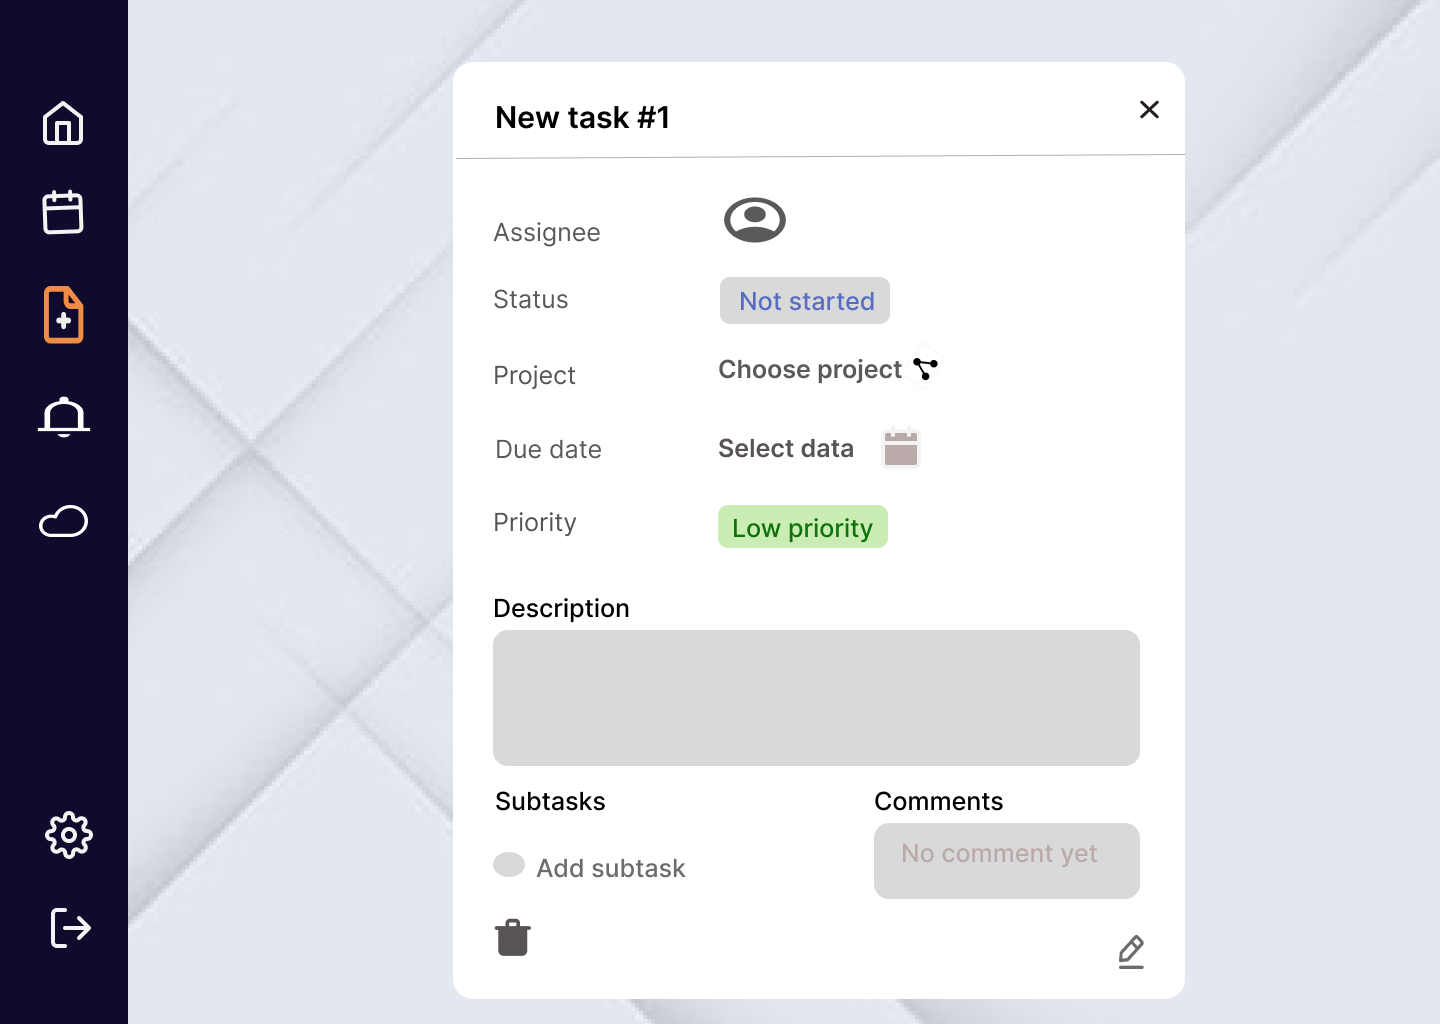 New task #1
Assignee
Status
Not started
Project
Choose project
Due date
Select data
Priority
Low priority
Description
Subtasks
Comments
Add subtask
No comment yet